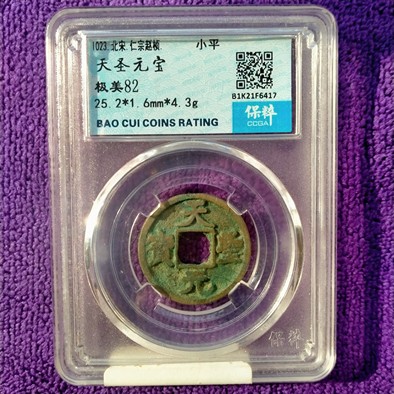 1023 北宋 仁宗赵祯 小平
天圣元宝
极美82
25.2*1.6mm*4.3g
BAO CUI COINS RATING
B1K21F6417
保粹
CCGA
天
聖
元
寶
保粹